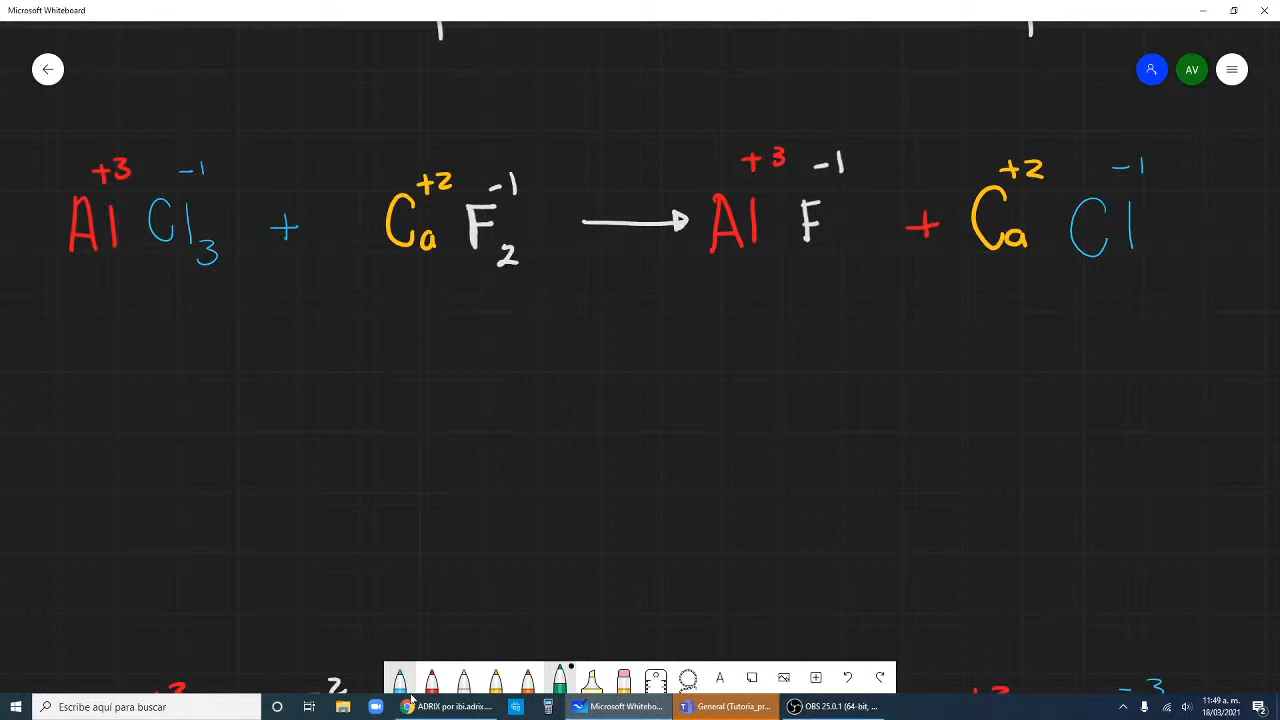 Microsoft Whiteboard
AV
+3 -1 +2 -1 +3 -1 +2 -1
Al Cl3 + Ca F2 → Al F + Ca Cl
A
Escribe aquí para buscar
ADRIX por ibi.adrix....
Microsoft Whitebo...
General (Tutoria_pr...
OBS 25.0.1 (64-bit, ...
11:49 a. m.
18/03/2021